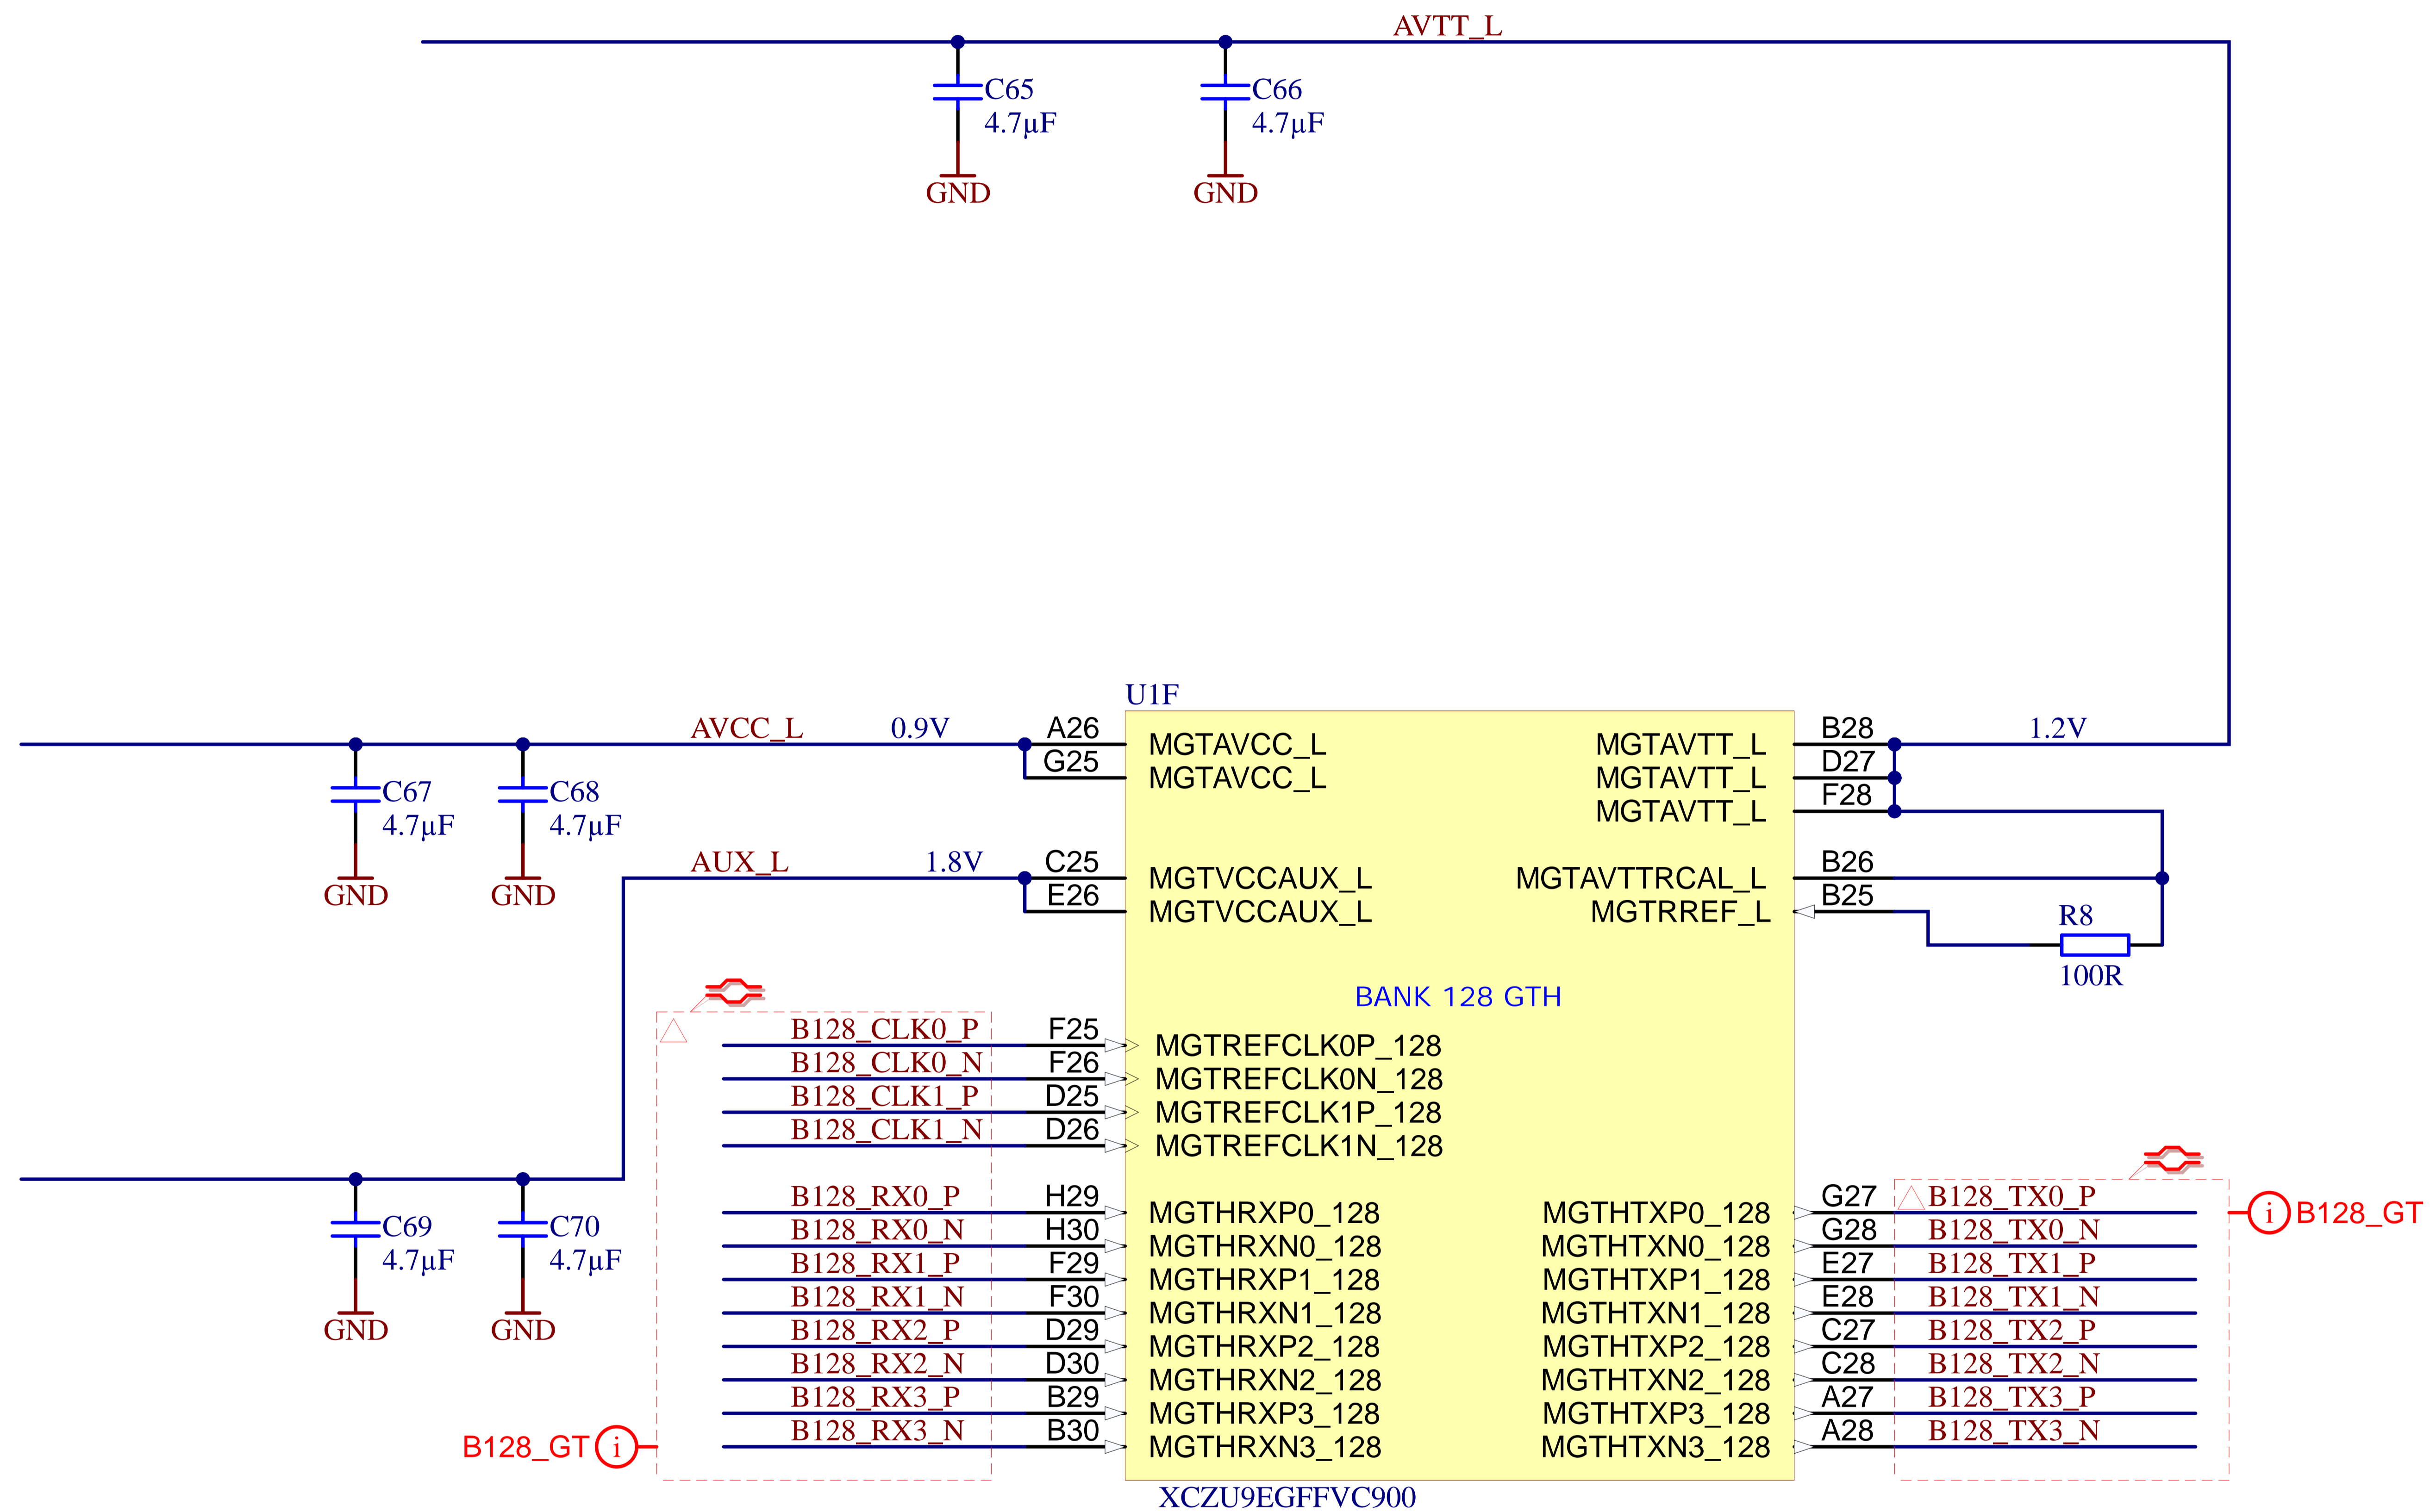 AVTT_L
C65
4.7µF
GND
C66
4.7µF
GND
U1F
AVCC_L 0.9V A26 MGTAVCC_L MGTAVTT_L B28 1.2V
G25 MGTAVCC_L MGTAVTT_L D27
MGTAVTT_L F28
C67
4.7µF
GND
C68
4.7µF
GND
AUX_L 1.8V C25 MGTVCCAUX_L MGTAVTTRCAL_L B26
E26 MGTVCCAUX_L MGTRREF_L B25
R8
100R
BANK 128 GTH
B128_CLK0_P F25 MGTREFCLK0P_128
B128_CLK0_N F26 MGTREFCLK0N_128
B128_CLK1_P D25 MGTREFCLK1P_128
B128_CLK1_N D26 MGTREFCLK1N_128
C69
4.7µF
GND
C70
4.7µF
GND
B128_RX0_P H29 MGTHRXP0_128 MGTHTXP0_128 G27 B128_TX0_P i B128_GT
B128_RX0_N H30 MGTHRXN0_128 MGTHTXN0_128 G28 B128_TX0_N
B128_RX1_P F29 MGTHRXP1_128 MGTHTXP1_128 E27 B128_TX1_P
B128_RX1_N F30 MGTHRXN1_128 MGTHTXN1_128 E28 B128_TX1_N
B128_RX2_P D29 MGTHRXP2_128 MGTHTXP2_128 C27 B128_TX2_P
B128_RX2_N D30 MGTHRXN2_128 MGTHTXN2_128 C28 B128_TX2_N
B128_RX3_P B29 MGTHRXP3_128 MGTHTXP3_128 A27 B128_TX3_P
B128_GT i B128_RX3_N B30 MGTHRXN3_128 MGTHTXN3_128 A28 B128_TX3_N
XCZU9EGFFVC900